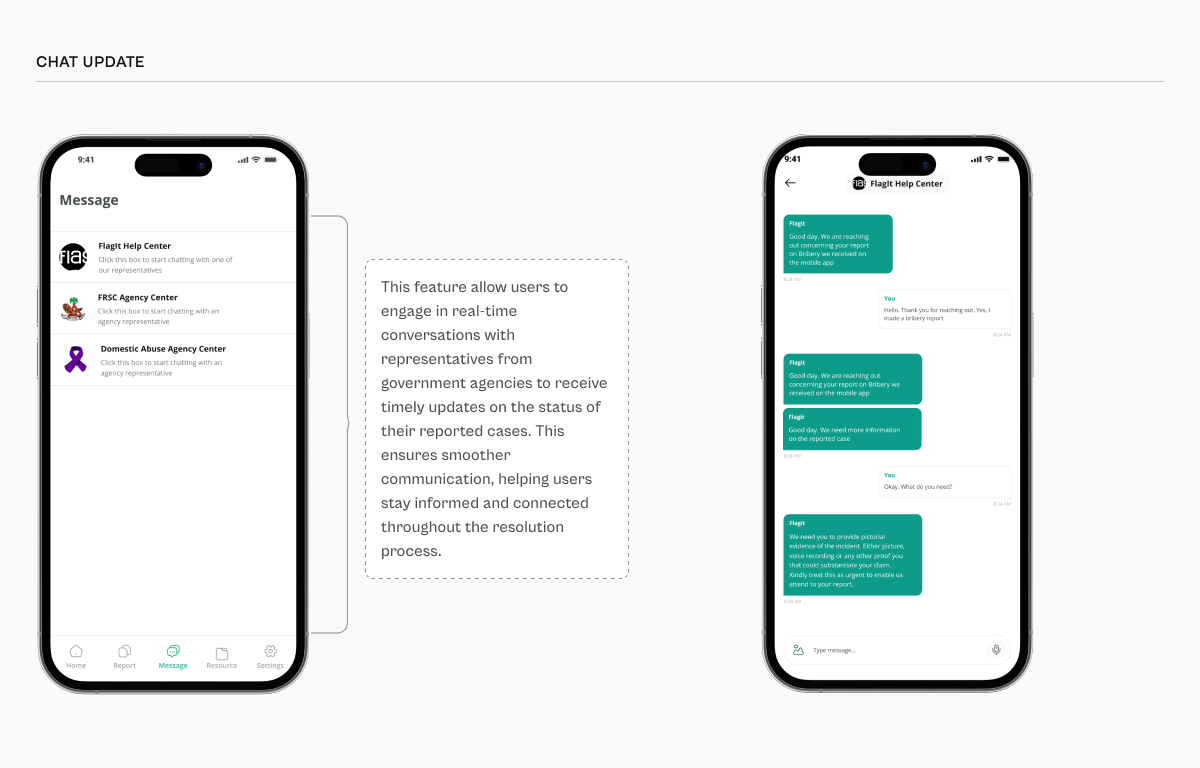 CHAT UPDATE
9:41
Message
FlagIt Help Center
Click this box to start chatting with one of
our representatives
FRSC Agency Center
Click this box to start chatting with an
agency representative
Domestic Abuse Agency Center
Click this box to start chatting with an
agency representative
Home
Report
Message
Resource
Settings
This feature allow users to
engage in real-time
conversations with
representatives from
government agencies to receive
timely updates on the status of
their reported cases. This
ensures smoother
communication, helping users
stay informed and connected
throughout the resolution
process.
9:41
FlagIt Help Center
Flagit
Good day. We are reaching
out concerning your report
on Bribery we received on
the mobile app
8:24 AM
You
Hello. Thank you for reaching out. Yes, I
made a bribery report
8:24 AM
Flagit
Good day. We are reaching out
concerning your report on Bribery we
received on the mobile app
Flagit
Good day. We need more information
on the reported case
8:24 AM
You
Okay. What do you need?
8:24 AM
Flagit
We need you to provide pictorial
evidence of the incident. Either picture,
voice recording or any other proof you
that could substantiate your claim.
Kindly treat this as urgent to enable us
attend to your report.
Type message...